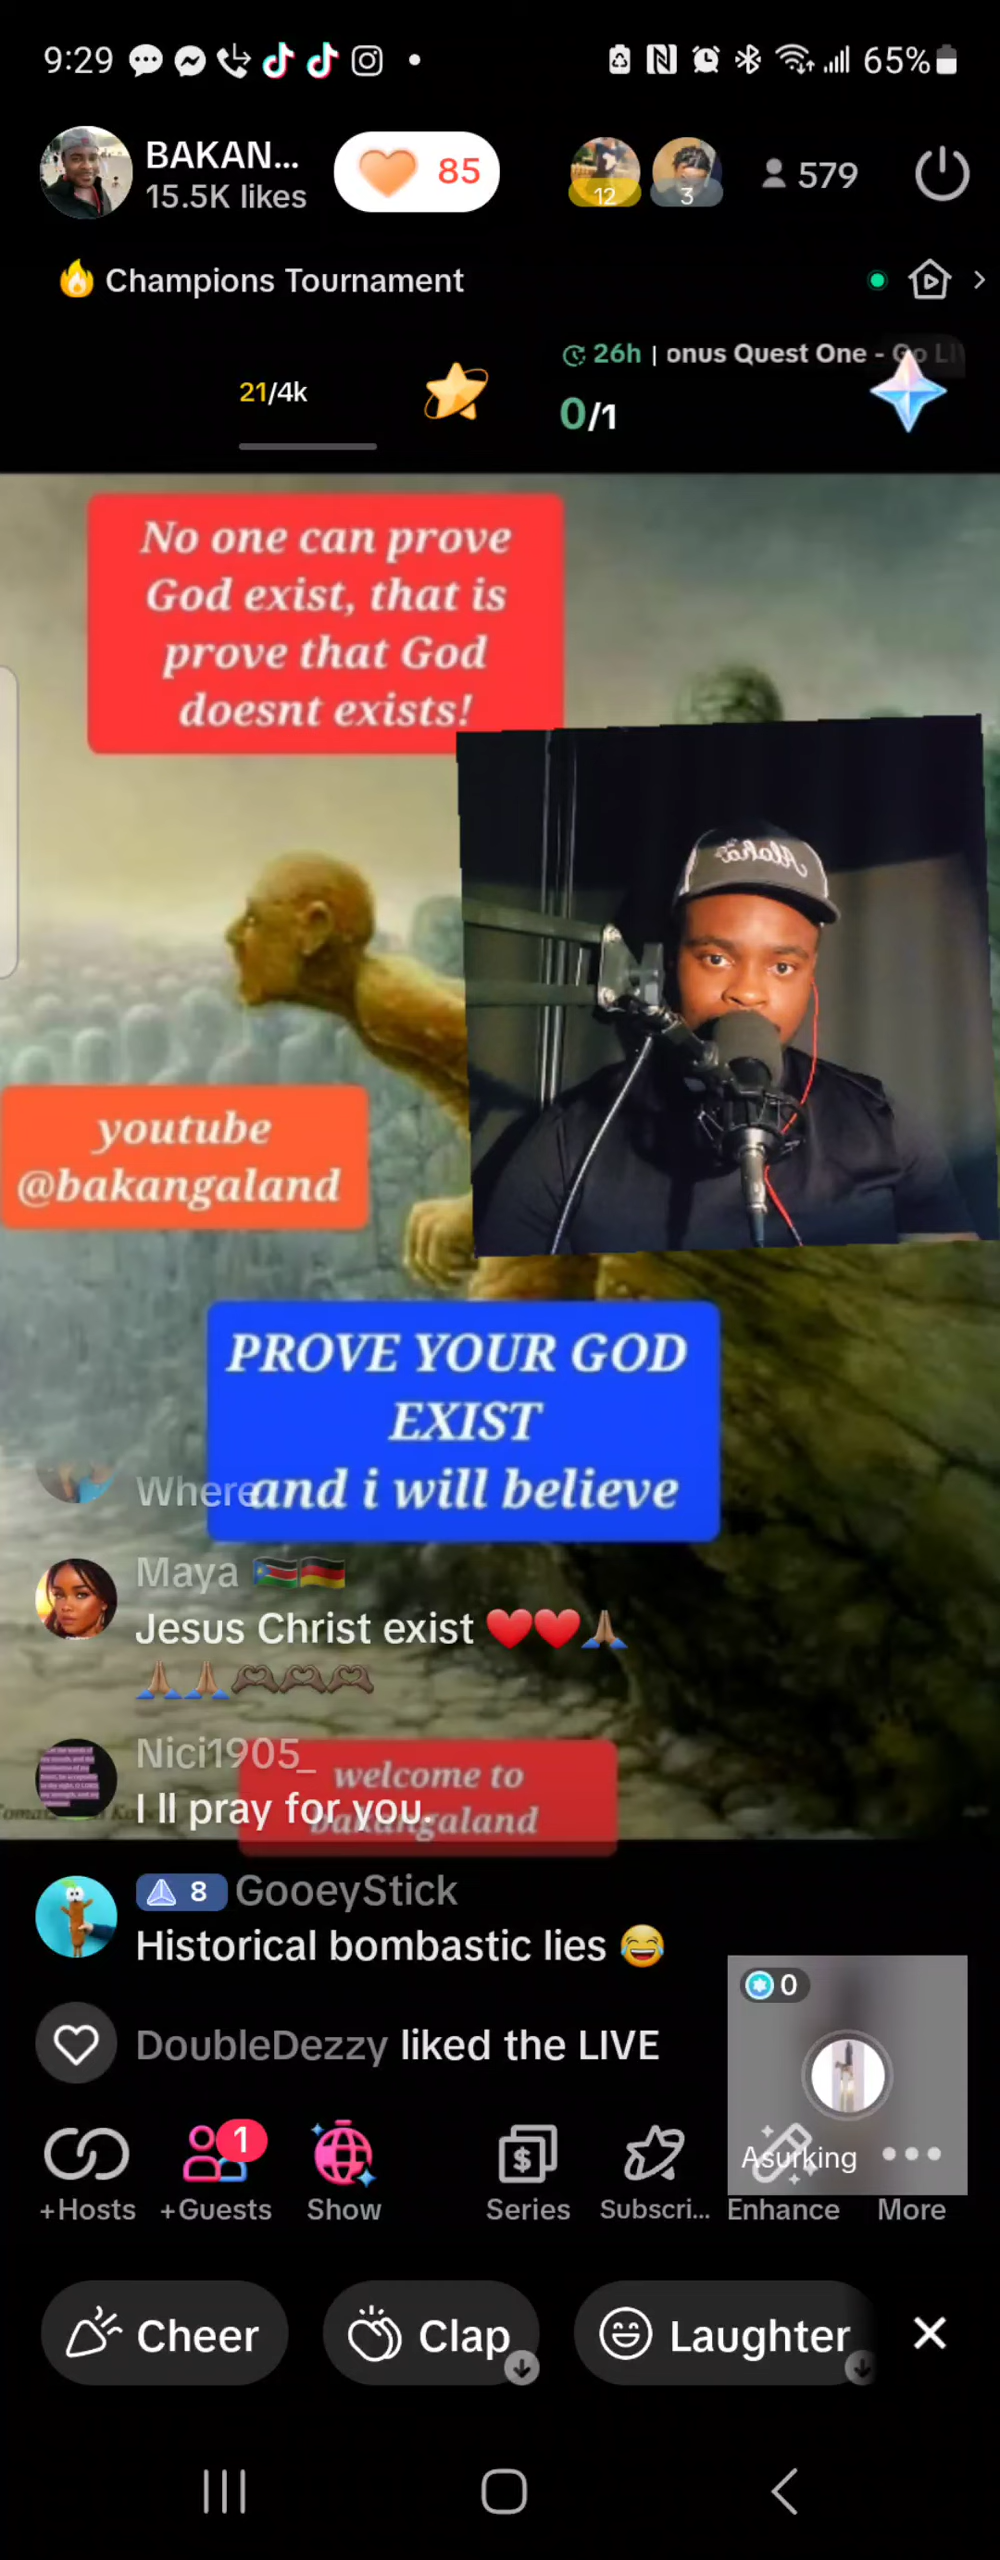 9:29
65%
BAKAN...
15.5K likes
85
12
3
579
Champions Tournament
21/4k
26h | onus Quest One - Go LI
0/1
No one can prove
God exist, that is
prove that God
doesnt exists!
Aloha
youtube
@bakangaland
PROVE YOUR GOD
EXIST
and i will believe
Where
Maya
Jesus Christ exist
Nici1905_
I ll pray for you.
welcome to
bakangaland
8 GooeyStick
Historical bombastic lies
0
DoubleDezzy liked the LIVE
Asurking
1
$
+Hosts
+Guests
Show
Series
Subscri...
Enhance
More
Cheer
Clap
Laughter